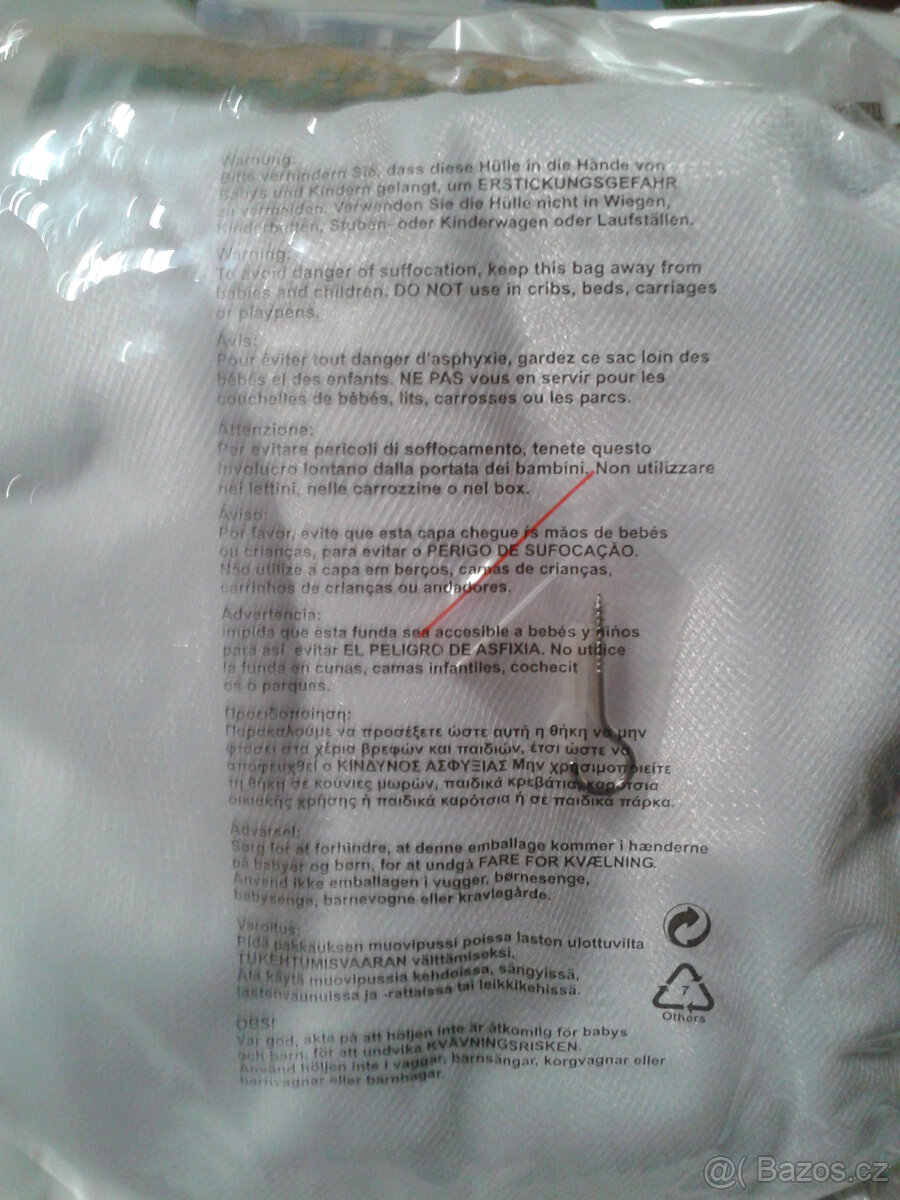 Warnung:
Bitte verhindern Sie, dass diese Hülle in die Hände von
Babys und Kindern gelangt, um ERSTICKUNGSGEFAHR
zu vermeiden. Verwenden Sie die Hülle nicht in Wiegen,
Kinderbetten, Stuben- oder Kinderwagen oder Laufställen.
Warning:
To avoid danger of suffocation, keep this bag away from
babies and children. DO NOT use in cribs, beds, carriages
or playpens.
Avis:
Pour éviter tout danger d'asphyxie, gardez ce sac loin des
bébés et des enfants. NE PAS vous en servir pour les
couchelles de bébés, lits, carrosses ou les parcs.
Attenzione:
Per evitare pericoli di soffocamento, tenete questo
involucro lontano dalla portata dei bambini. Non utilizzare
nei lettini, nelle carrozzine o nel box.
Aviso:
Por favor, evite que esta capa chegue ŕs mãos de bebés
ou crianças, para evitar o PERIGO DE SUFOCAÇÃO.
Não utilize a capa em berços, camas de crianças,
carrinhos de crianças ou andadores.
Advertencia:
impida que esta funda sea accesible a bebés y niños
para así evitar EL PELIGRO DE ASFIXIA. No utilice
la funda en cunas, camas infantiles, cochecit
os o parques.
Προειδοποίηση:
Παρακαλούμε να προσέξετε ώστε αυτή η θήκη να μην
φτάσει στα χέρια βρεφών και παιδιών, έτσι ώστε να
αποφευχθεί ο ΚΙΝΔΥΝΟΣ ΑΣΦΥΞΙΑΣ Μην χρησιμοποιείτε
τη θήκη σε κούνιες μωρών, παιδικά κρεβάτια, καρότσια
οικιακής χρήσης ή παιδικά καρότσια ή σε παιδικά πάρκα.
Advarsel:
Sørg for at forhindre, at denne emballage kommer i hænderne
på babyer og børn, for at undgå FARE FOR KVÆLNING.
Anvend ikke emballagen i vugger, børnesenge,
babysenge, barnevogne eller kravlegårde.
Varoitus:
Pidä pakkauksen muovipussi poissa lasten ulottuvilta
TUKEHTUMISVAARAN välttämiseksi.
Älä käytä muovipussia kehdoissa, sängyissä,
lastenvaunuissa ja -rattaissa tai leikkikehissä.
OBS!
Var god, akta på att höljen inte är åtkomlig för babys
och barn, för att undvika KVÄVNINGSRISKEN.
Använd höljen inte i vaggar, barnsängar, korgvagnar eller
barnvagnar eller barnhagar.
7
Others
@( Bazos.cz